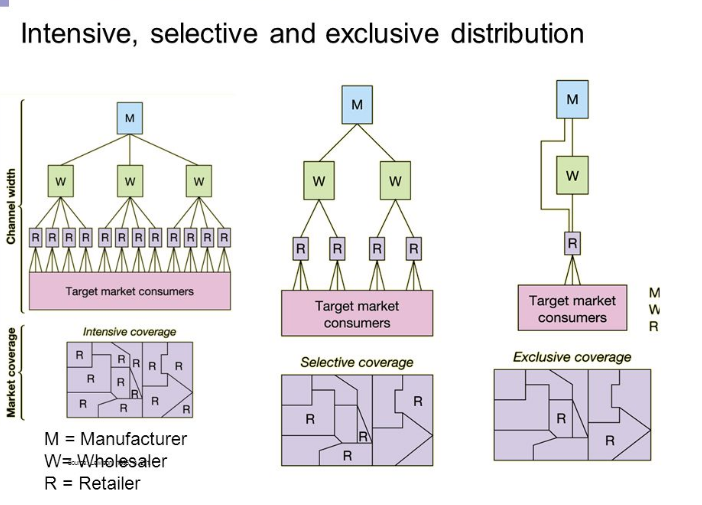 Intensive, selective and exclusive distribution
Channel width
M
W W W
R R R R R R R R R R R R
Target market consumers
Market coverage
Intensive coverage
R R R R R
R R
R R
R R R
M
W W
R R R R
Target market
consumers
Selective coverage
R
R
R
R
M
W
R
Target market
consumers
Exclusive coverage
R
R
M
W
R
M = Manufacturer
W= Wholesaler
R = Retailer